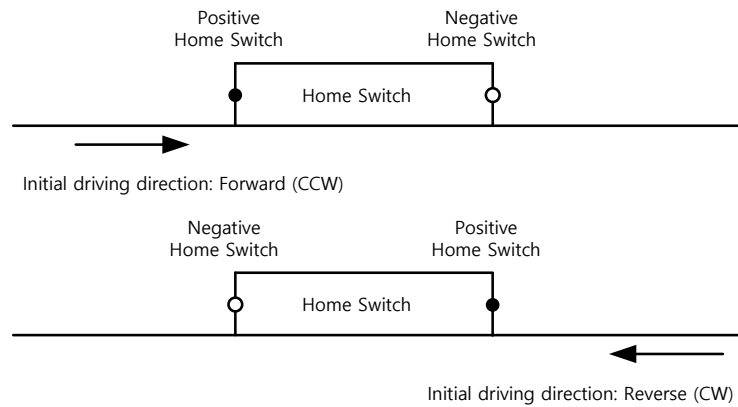 Positive
Home Switch
Negative
Home Switch
Home Switch
Initial driving direction: Forward (CCW)
Negative
Home Switch
Positive
Home Switch
Home Switch
Initial driving direction: Reverse (CW)